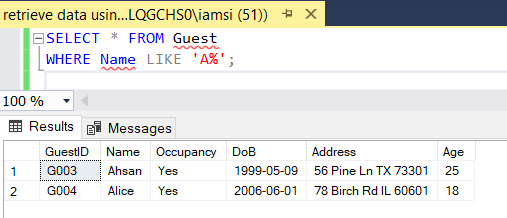 retrieve data usin...LQGCHS0\iamsi (51))
SELECT * FROM Guest
WHERE Name LIKE 'A%';
100 %
Results Messages
GuestID Name Occupancy DoB Address Age
1 G003 Ahsan Yes 1999-05-09 56 Pine Ln TX 73301 25
2 G004 Alice Yes 2006-06-01 78 Birch Rd IL 60601 18